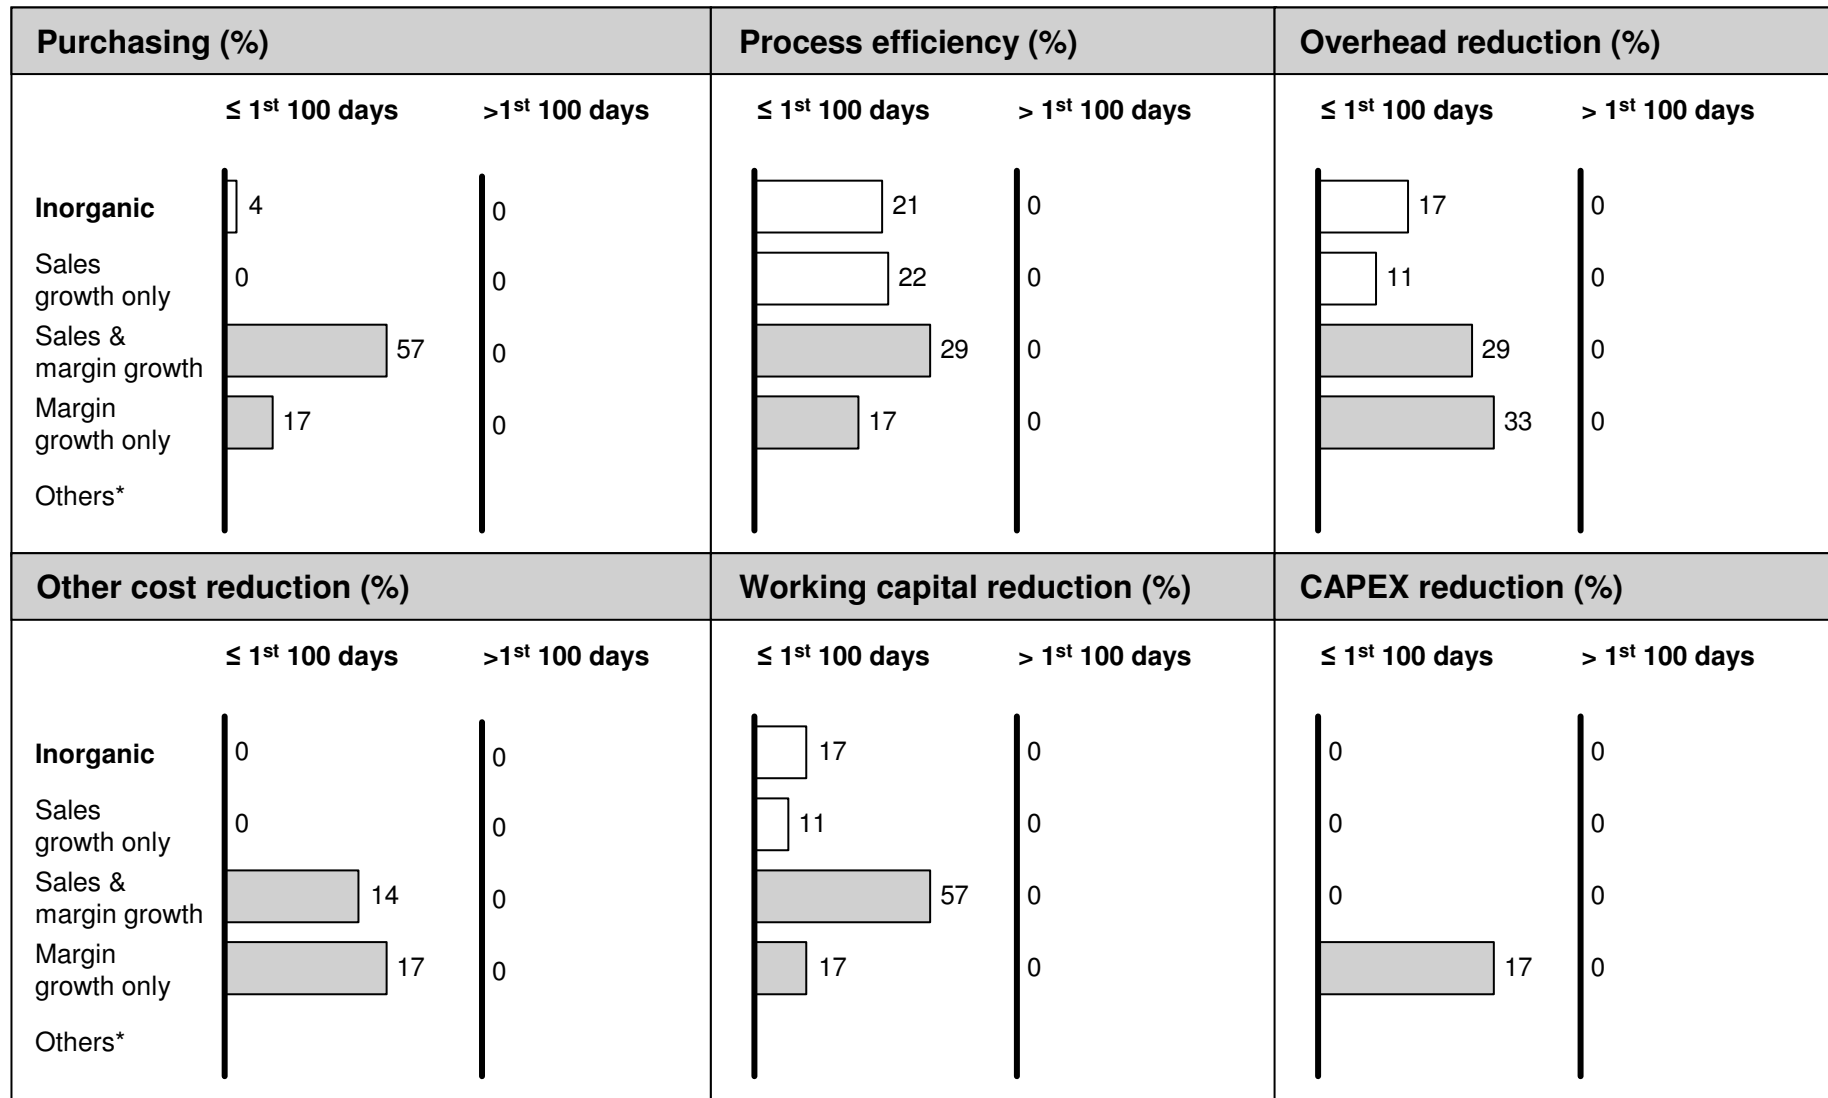 Purchasing (%)
Process efficiency (%)
Overhead reduction (%)
≤ 1st 100 days
>1st 100 days
≤ 1st 100 days
> 1st 100 days
≤ 1st 100 days
> 1st 100 days
Inorganic
4
0
21
0
17
0
Sales
growth only
0
0
22
0
11
0
Sales &
margin growth
57
0
29
0
29
0
Margin
growth only
17
0
17
0
33
0
Others*
Other cost reduction (%)
Working capital reduction (%)
CAPEX reduction (%)
≤ 1st 100 days
>1st 100 days
≤ 1st 100 days
> 1st 100 days
≤ 1st 100 days
> 1st 100 days
Inorganic
0
0
17
0
0
0
Sales
growth only
0
0
11
0
0
0
Sales &
margin growth
14
0
57
0
0
0
Margin
growth only
17
0
17
0
17
0
Others*